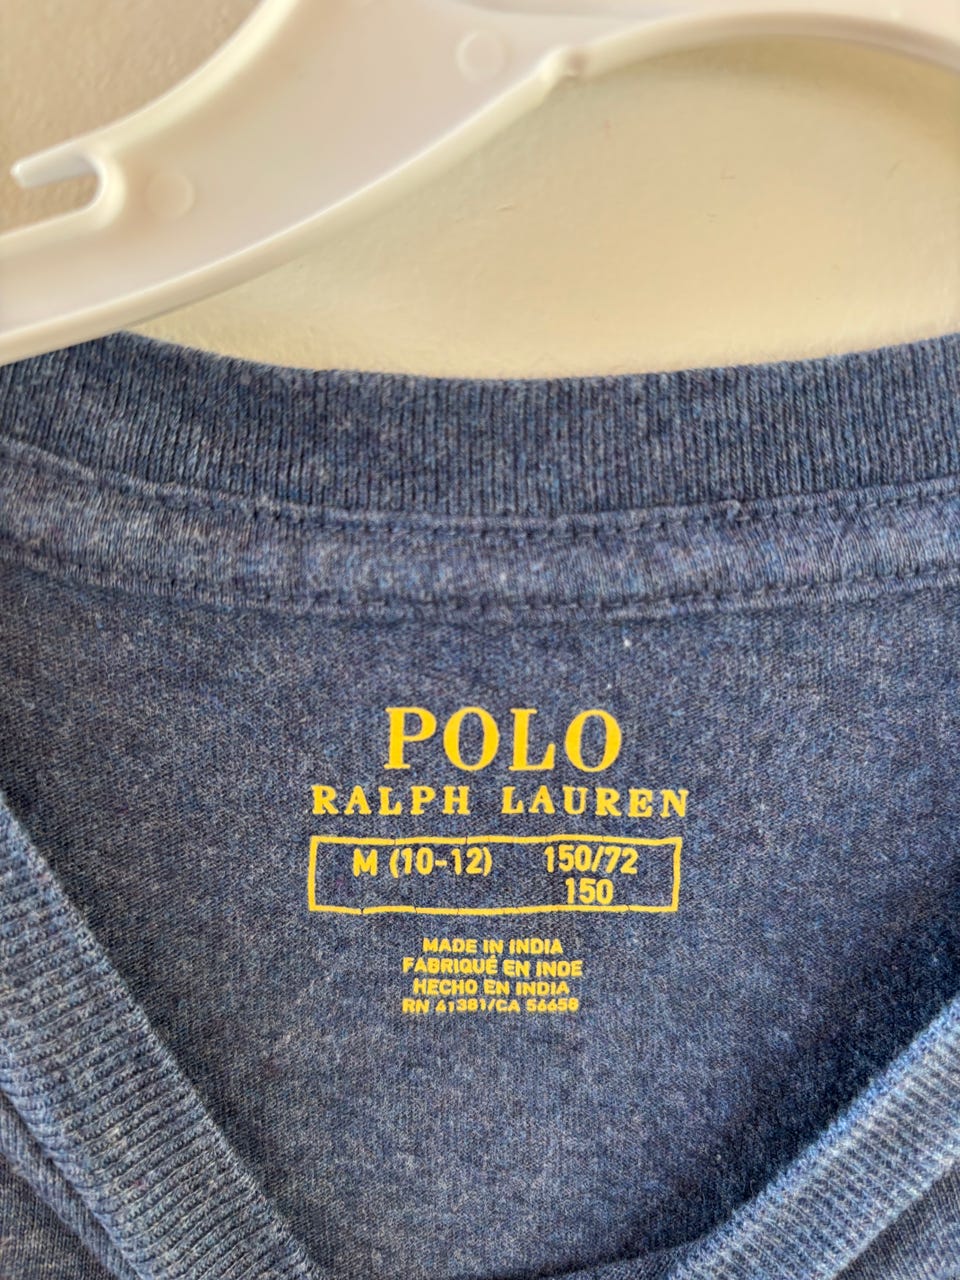 POLO
RALPH LAUREN
M (10-12) 150/72
150
MADE IN INDIA
FABRIQUÉ EN INDE
HECHO EN INDIA
RN 41381/CA 56658